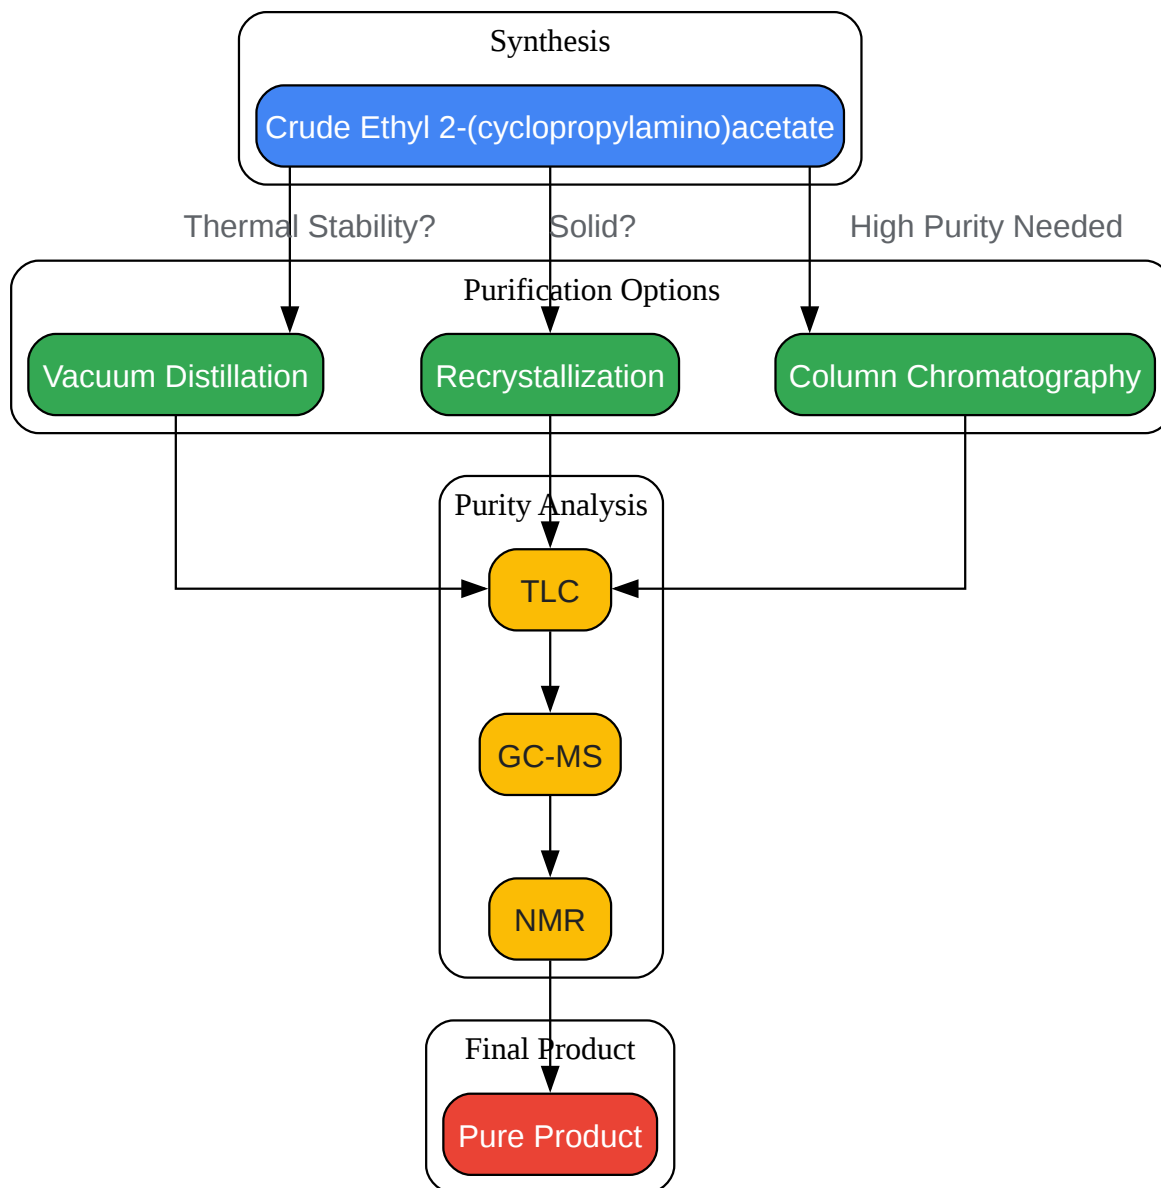 Synthesis
Crude Ethyl 2-(cyclopropylamino)acetate
Thermal Stability?
Solid?
High Purity Needed
Purification Options
Vacuum Distillation
Recrystallization
Column Chromatography
Purity Analysis
TLC
GC-MS
NMR
Final Product
Pure Product